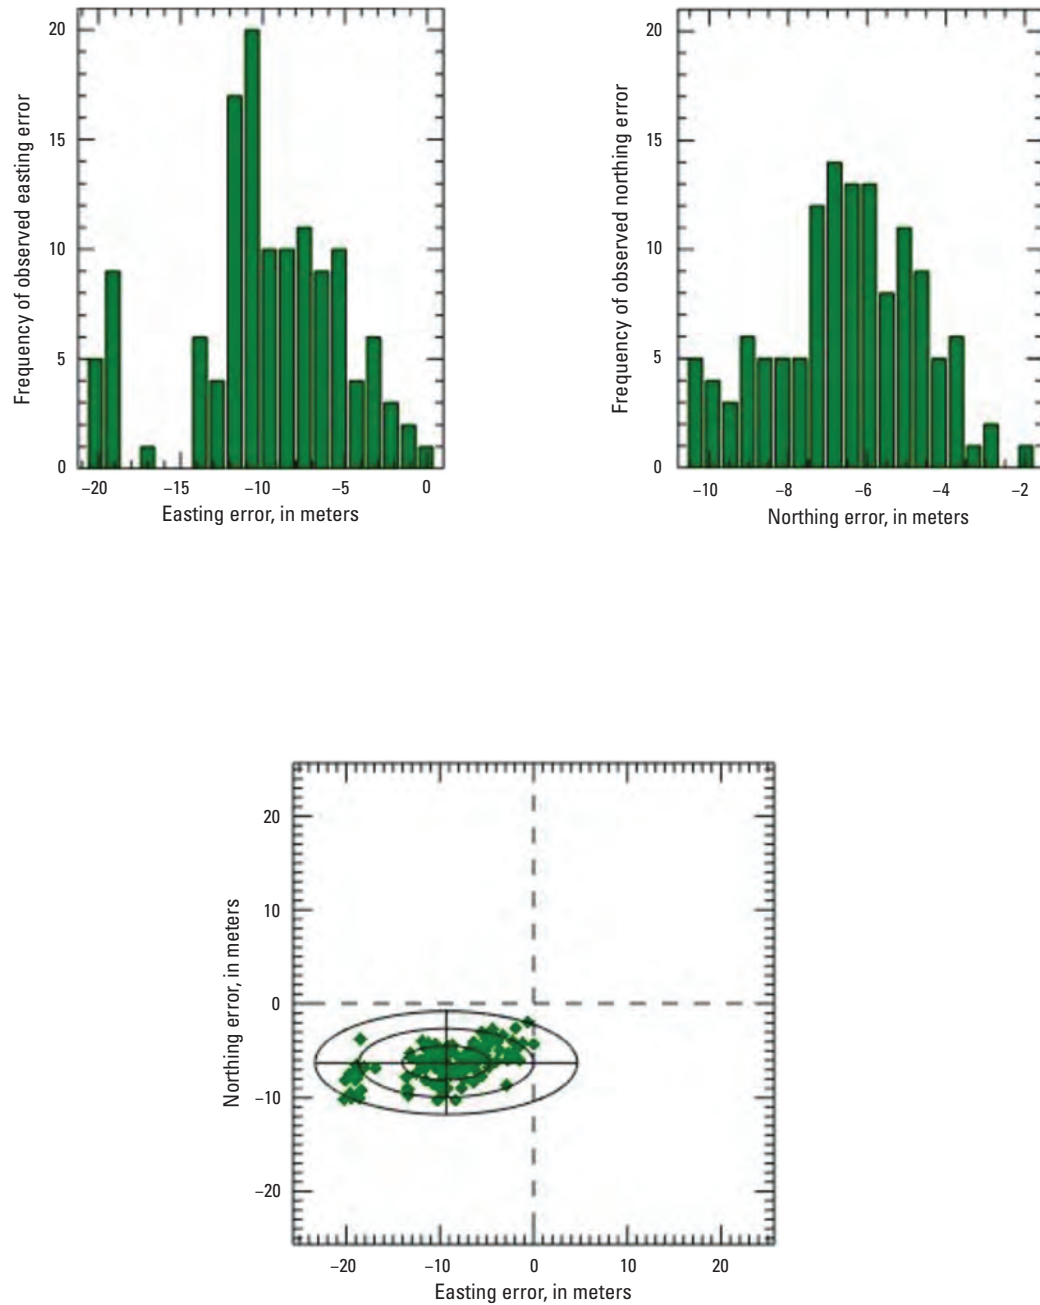 20
15
10
5
0
Frequency of observed easting error
−20 −15 −10 −5 0
Easting error, in meters
20
15
10
5
0
Frequency of observed northing error
−10 −8 −6 −4 −2
Northing error, in meters
20
10
0
−10
−20
Northing error, in meters
−20 −10 0 10 20
Easting error, in meters